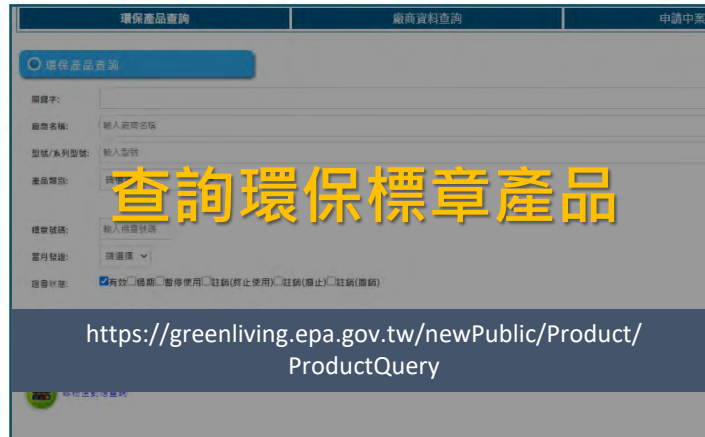 環保產品查詢
廠商資料查詢
申請中案
環保產品查詢
關鍵字:
廠商名稱: 輸入廠商名稱
型號/系列型號: 輸入型號
產品類別:
查詢環保標章產品
標章號碼: 輸入標章號碼
當月發證: 請選擇
證書狀態: 有效 過期 暫停使用 註銷(終止使用) 註銷(廢止) 註銷(撤銷)
https://greenliving.epa.gov.tw/newPublic/Product/
ProductQuery